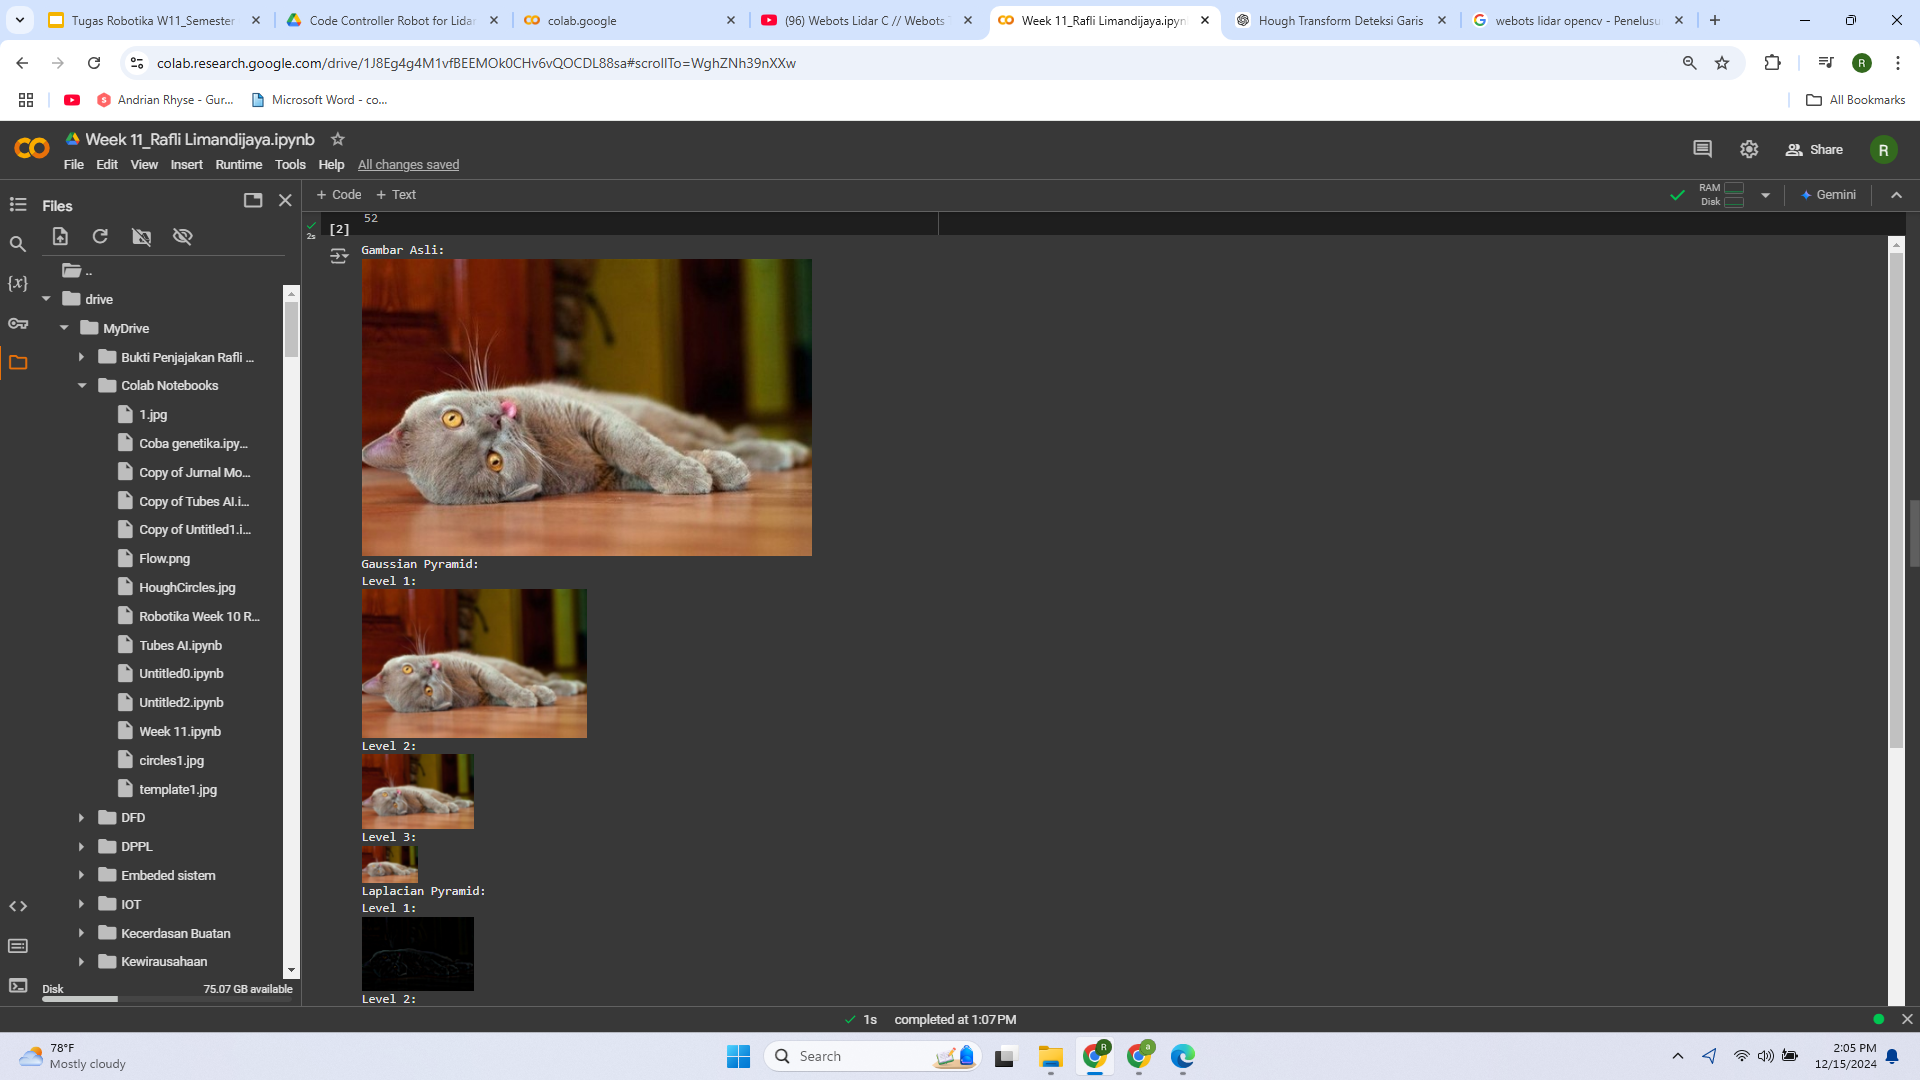 Tugas Robotika W11_Semester
Code Controller Robot for Lidar
colab.google
(96) Webots Lidar C // Webots
Week 11_Rafli Limandijaya.ipyn
Hough Transform Deteksi Garis
webots lidar opencv - Penelusu
colab.research.google.com/drive/1J8Eg4g4M1vfBEEMOk0CHv6vQOCDL88sa#scrollTo=WghZNh39nXXw
R
Andrian Rhyse - Gur...
Microsoft Word - co...
All Bookmarks
Week 11_Rafli Limandijaya.ipynb
File Edit View Insert Runtime Tools Help All changes saved
Share
R
Files
+ Code + Text
RAM
Disk
Gemini
..
drive
MyDrive
Bukti Penjajakan Rafli ...
Colab Notebooks
1.jpg
Coba genetika.ipy...
Copy of Jurnal Mo...
Copy of Tubes AI.i...
Copy of Untitled1.i...
Flow.png
HoughCircles.jpg
Robotika Week 10 R...
Tubes AI.ipynb
Untitled0.ipynb
Untitled2.ipynb
Week 11.ipynb
circles1.jpg
template1.jpg
DFD
DPPL
Embeded sistem
IOT
Kecerdasan Buatan
Kewirausahaan
Disk 75.07 GB available
52
[2]
2s
Gambar Asli:
Gaussian Pyramid:
Level 1:
Level 2:
Level 3:
Laplacian Pyramid:
Level 1:
Level 2:
1s completed at 1:07 PM
78°F
Mostly cloudy
Search
R
a
2:05 PM
12/15/2024